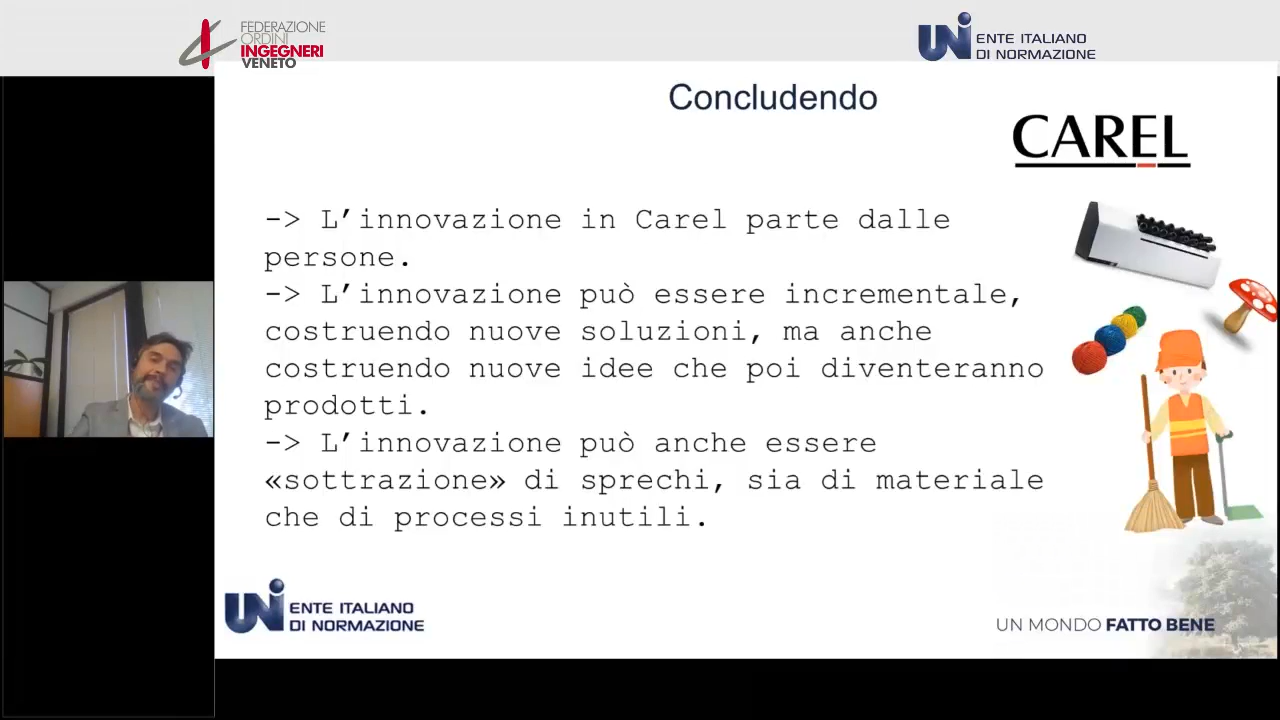 FEDERAZIONE
ORDINI
INGEGNERI
VENETO
UNI ENTE ITALIANO
DI NORMAZIONE
Concludendo
CAREL
-> L’innovazione in Carel parte dalle
persone.
-> L’innovazione può essere incrementale,
costruendo nuove soluzioni, ma anche
costruendo nuove idee che poi diventeranno
prodotti.
-> L’innovazione può anche essere
«sottrazione» di sprechi, sia di materiale
che di processi inutili.
UNI ENTE ITALIANO
DI NORMAZIONE
UN MONDO FATTO BENE